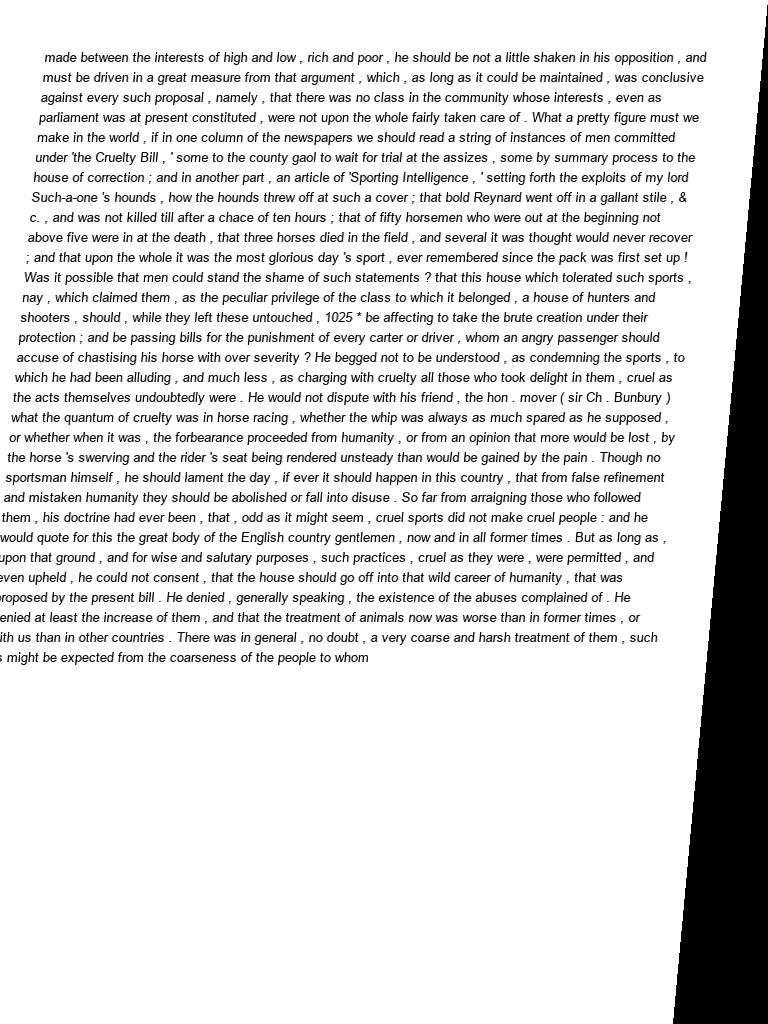 made between the interests of high and low , rich and poor , he should be not a little shaken in his opposition , and
must be driven in a great measure from that argument , which , as long as it could be maintained , was conclusive
against every such proposal , namely , that there was no class in the community whose interests , even as
parliament was at present constituted , were not upon the whole fairly taken care of . What a pretty figure must we
make in the world , if in one column of the newspapers we should read a string of instances of men committed
under 'the Cruelty Bill , ' some to the county gaol to wait for trial at the assizes , some by summary process to the
house of correction ; and in another part , an article of 'Sporting Intelligence , ' setting forth the exploits of my lord
Such-a-one 's hounds , how the hounds threw off at such a cover ; that bold Reynard went off in a gallant stile , &
c. , and was not killed till after a chace of ten hours ; that of fifty horsemen who were out at the beginning not
above five were in at the death , that three horses died in the field , and several it was thought would never recover
; and that upon the whole it was the most glorious day 's sport , ever remembered since the pack was first set up !
Was it possible that men could stand the shame of such statements ? that this house which tolerated such sports ,
nay , which claimed them , as the peculiar privilege of the class to which it belonged , a house of hunters and
shooters , should , while they left these untouched , 1025 * be affecting to take the brute creation under their
protection ; and be passing bills for the punishment of every carter or driver , whom an angry passenger should
accuse of chastising his horse with over severity ? He begged not to be understood , as condemning the sports , to
which he had been alluding , and much less , as charging with cruelty all those who took delight in them , cruel as
the acts themselves undoubtedly were . He would not dispute with his friend , the hon . mover ( sir Ch . Bunbury )
what the quantum of cruelty was in horse racing , whether the whip was always as much spared as he supposed ,
or whether when it was , the forbearance proceeded from humanity , or from an opinion that more would be lost , by
the horse 's swerving and the rider 's seat being rendered unsteady than would be gained by the pain . Though no
sportsman himself , he should lament the day , if ever it should happen in this country , that from false refinement
and mistaken humanity they should be abolished or fall into disuse . So far from arraigning those who followed
them , his doctrine had ever been , that , odd as it might seem , cruel sports did not make cruel people : and he
would quote for this the great body of the English country gentlemen , now and in all former times . But as long as ,
upon that ground , and for wise and salutary purposes , such practices , cruel as they were , were permitted , and
even upheld , he could not consent , that the house should go off into that wild career of humanity , that was
proposed by the present bill . He denied , generally speaking , the existence of the abuses complained of . He
enied at least the increase of them , and that the treatment of animals now was worse than in former times , or
ith us than in other countries . There was in general , no doubt , a very coarse and harsh treatment of them , such
s might be expected from the coarseness of the people to whom